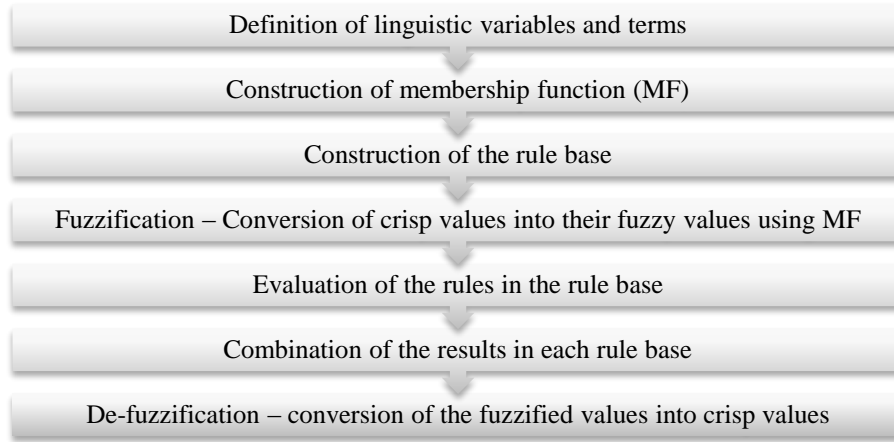 Definition of linguistic variables and terms
Construction of membership function (MF)
Construction of the rule base
Fuzzification – Conversion of crisp values into their fuzzy values using MF
Evaluation of the rules in the rule base
Combination of the results in each rule base
De-fuzzification – conversion of the fuzzified values into crisp values